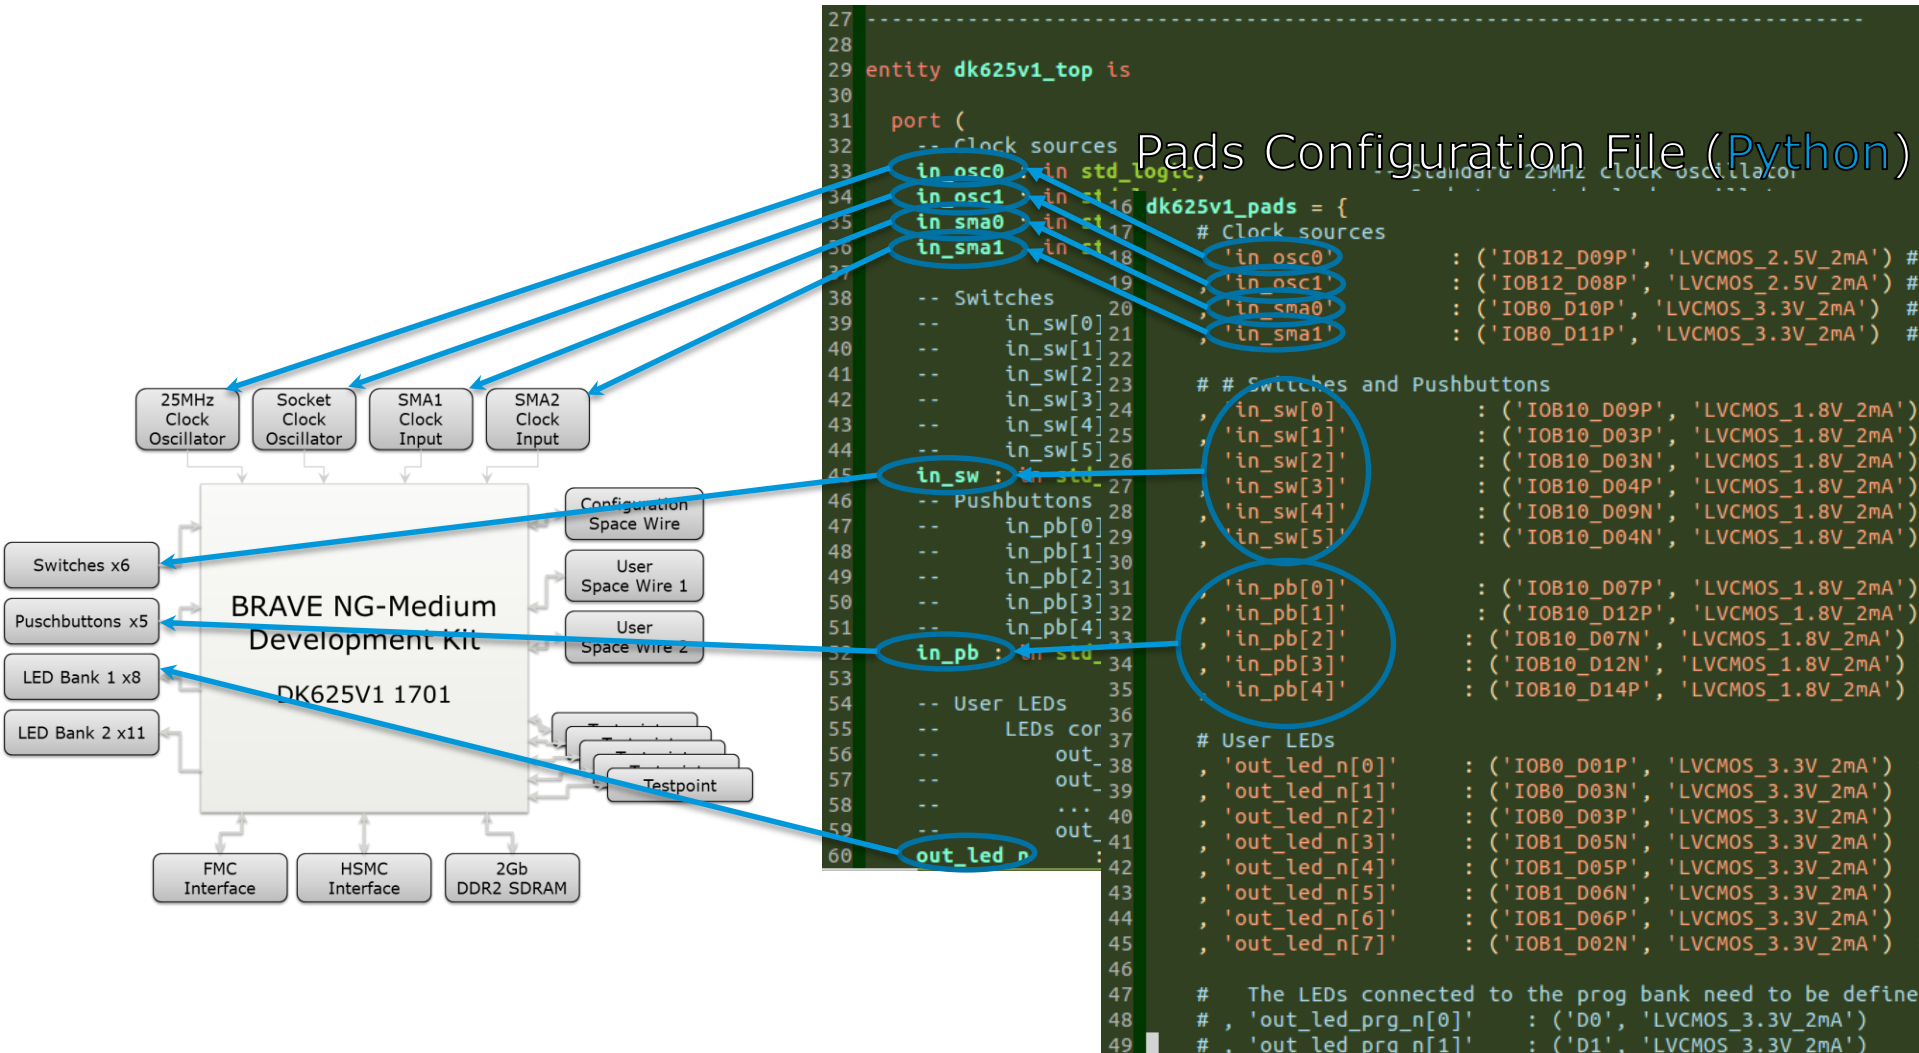 25MHz
Clock
Oscillator
Socket
Clock
Oscillator
SMA1
Clock
Input
SMA2
Clock
Input
Configuration
Space Wire
User
Space Wire 1
User
Space Wire 2
Switches x6
Puschbuttons x5
LED Bank 1 x8
LED Bank 2 x11
BRAVE NG-Medium
Development Kit
DK625V1 1701
Testpoint
FMC
Interface
HSMC
Interface
2Gb
DDR2 SDRAM
27 --------------------------------------------------------------------------------
28
29 entity dk625v1_top is
30
31 port (
32 -- Clock sources
33 in_osc0 : in std_logic; -- Standard 25MHz clock oscillator
34 in_osc1 : in st
35 in_sma0 : in st
36 in_sma1 : in st
37
38 -- Switches
39 -- in_sw[0]
40 -- in_sw[1]
41 -- in_sw[2]
42 -- in_sw[3]
43 -- in_sw[4]
44 -- in_sw[5]
45 in_sw : in std_
46 -- Pushbuttons
47 -- in_pb[0]
48 -- in_pb[1]
49 -- in_pb[2]
50 -- in_pb[3]
51 -- in_pb[4]
52 in_pb : in std_
53
54 -- User LEDs
55 -- LEDs con
56 -- out_
57 -- out_
58 -- ...
59 -- out_
60 out_led_n :
Pads Configuration File (Python)
16 dk625v1_pads = {
17 # Clock sources
18 'in_osc0' : ('IOB12_D09P', 'LVCMOS_2.5V_2mA') #
19 , 'in_osc1' : ('IOB12_D08P', 'LVCMOS_2.5V_2mA') #
20 , 'in_sma0' : ('IOB0_D10P', 'LVCMOS_3.3V_2mA') #
21 , 'in_sma1' : ('IOB0_D11P', 'LVCMOS_3.3V_2mA') #
22
23 # # Switches and Pushbuttons
24 , 'in_sw[0]' : ('IOB10_D09P', 'LVCMOS_1.8V_2mA')
25 , 'in_sw[1]' : ('IOB10_D03P', 'LVCMOS_1.8V_2mA')
26 , 'in_sw[2]' : ('IOB10_D03N', 'LVCMOS_1.8V_2mA')
27 , 'in_sw[3]' : ('IOB10_D04P', 'LVCMOS_1.8V_2mA')
28 , 'in_sw[4]' : ('IOB10_D09N', 'LVCMOS_1.8V_2mA')
29 , 'in_sw[5]' : ('IOB10_D04N', 'LVCMOS_1.8V_2mA')
30
31 , 'in_pb[0]' : ('IOB10_D07P', 'LVCMOS_1.8V_2mA')
32 , 'in_pb[1]' : ('IOB10_D12P', 'LVCMOS_1.8V_2mA')
33 , 'in_pb[2]' : ('IOB10_D07N', 'LVCMOS_1.8V_2mA')
34 , 'in_pb[3]' : ('IOB10_D12N', 'LVCMOS_1.8V_2mA')
35 , 'in_pb[4]' : ('IOB10_D14P', 'LVCMOS_1.8V_2mA')
36
37 # User LEDs
38 , 'out_led_n[0]' : ('IOB0_D01P', 'LVCMOS_3.3V_2mA')
39 , 'out_led_n[1]' : ('IOB0_D03N', 'LVCMOS_3.3V_2mA')
40 , 'out_led_n[2]' : ('IOB0_D03P', 'LVCMOS_3.3V_2mA')
41 , 'out_led_n[3]' : ('IOB1_D05N', 'LVCMOS_3.3V_2mA')
42 , 'out_led_n[4]' : ('IOB1_D05P', 'LVCMOS_3.3V_2mA')
43 , 'out_led_n[5]' : ('IOB1_D06N', 'LVCMOS_3.3V_2mA')
44 , 'out_led_n[6]' : ('IOB1_D06P', 'LVCMOS_3.3V_2mA')
45 , 'out_led_n[7]' : ('IOB1_D02N', 'LVCMOS_3.3V_2mA')
46
47 # The LEDs connected to the prog bank need to be define
48 # , 'out_led_prg_n[0]' : ('D0', 'LVCMOS_3.3V_2mA')
49 # , 'out_led_prg_n[1]' : ('D1', 'LVCMOS_3.3V_2mA')